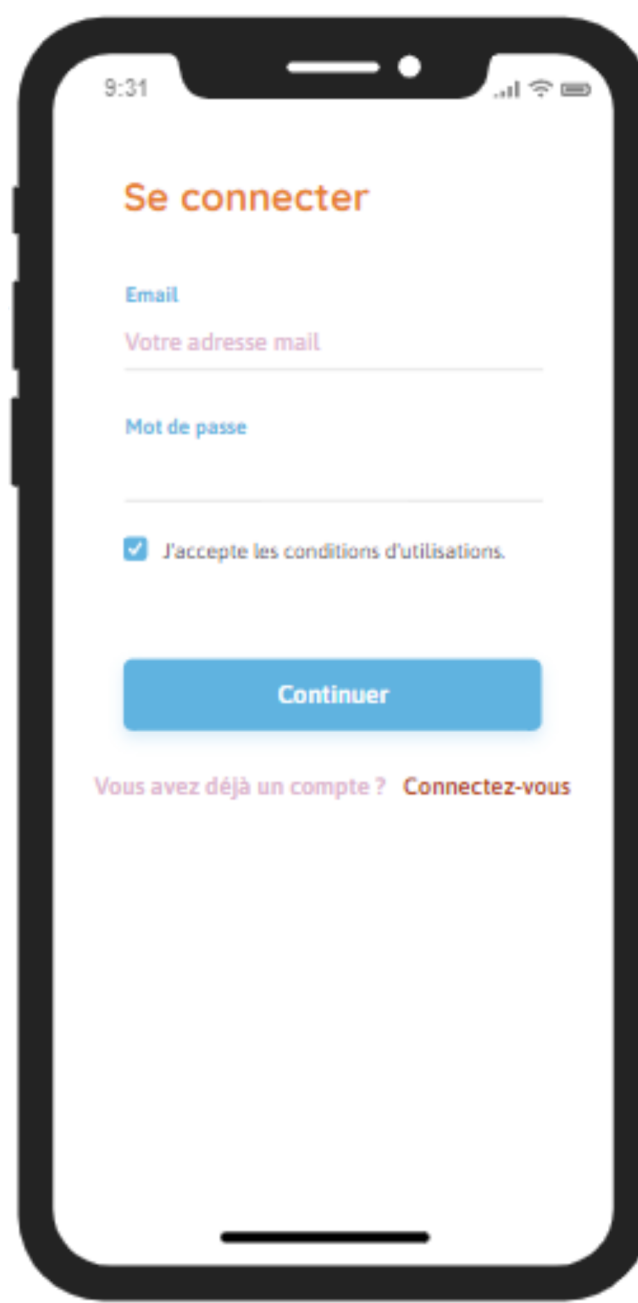 9:31
Se connecter
Email
Votre adresse mail
Mot de passe
J'accepte les conditions d'utilisations.
Continuer
Vous avez déjà un compte ? Connectez-vous